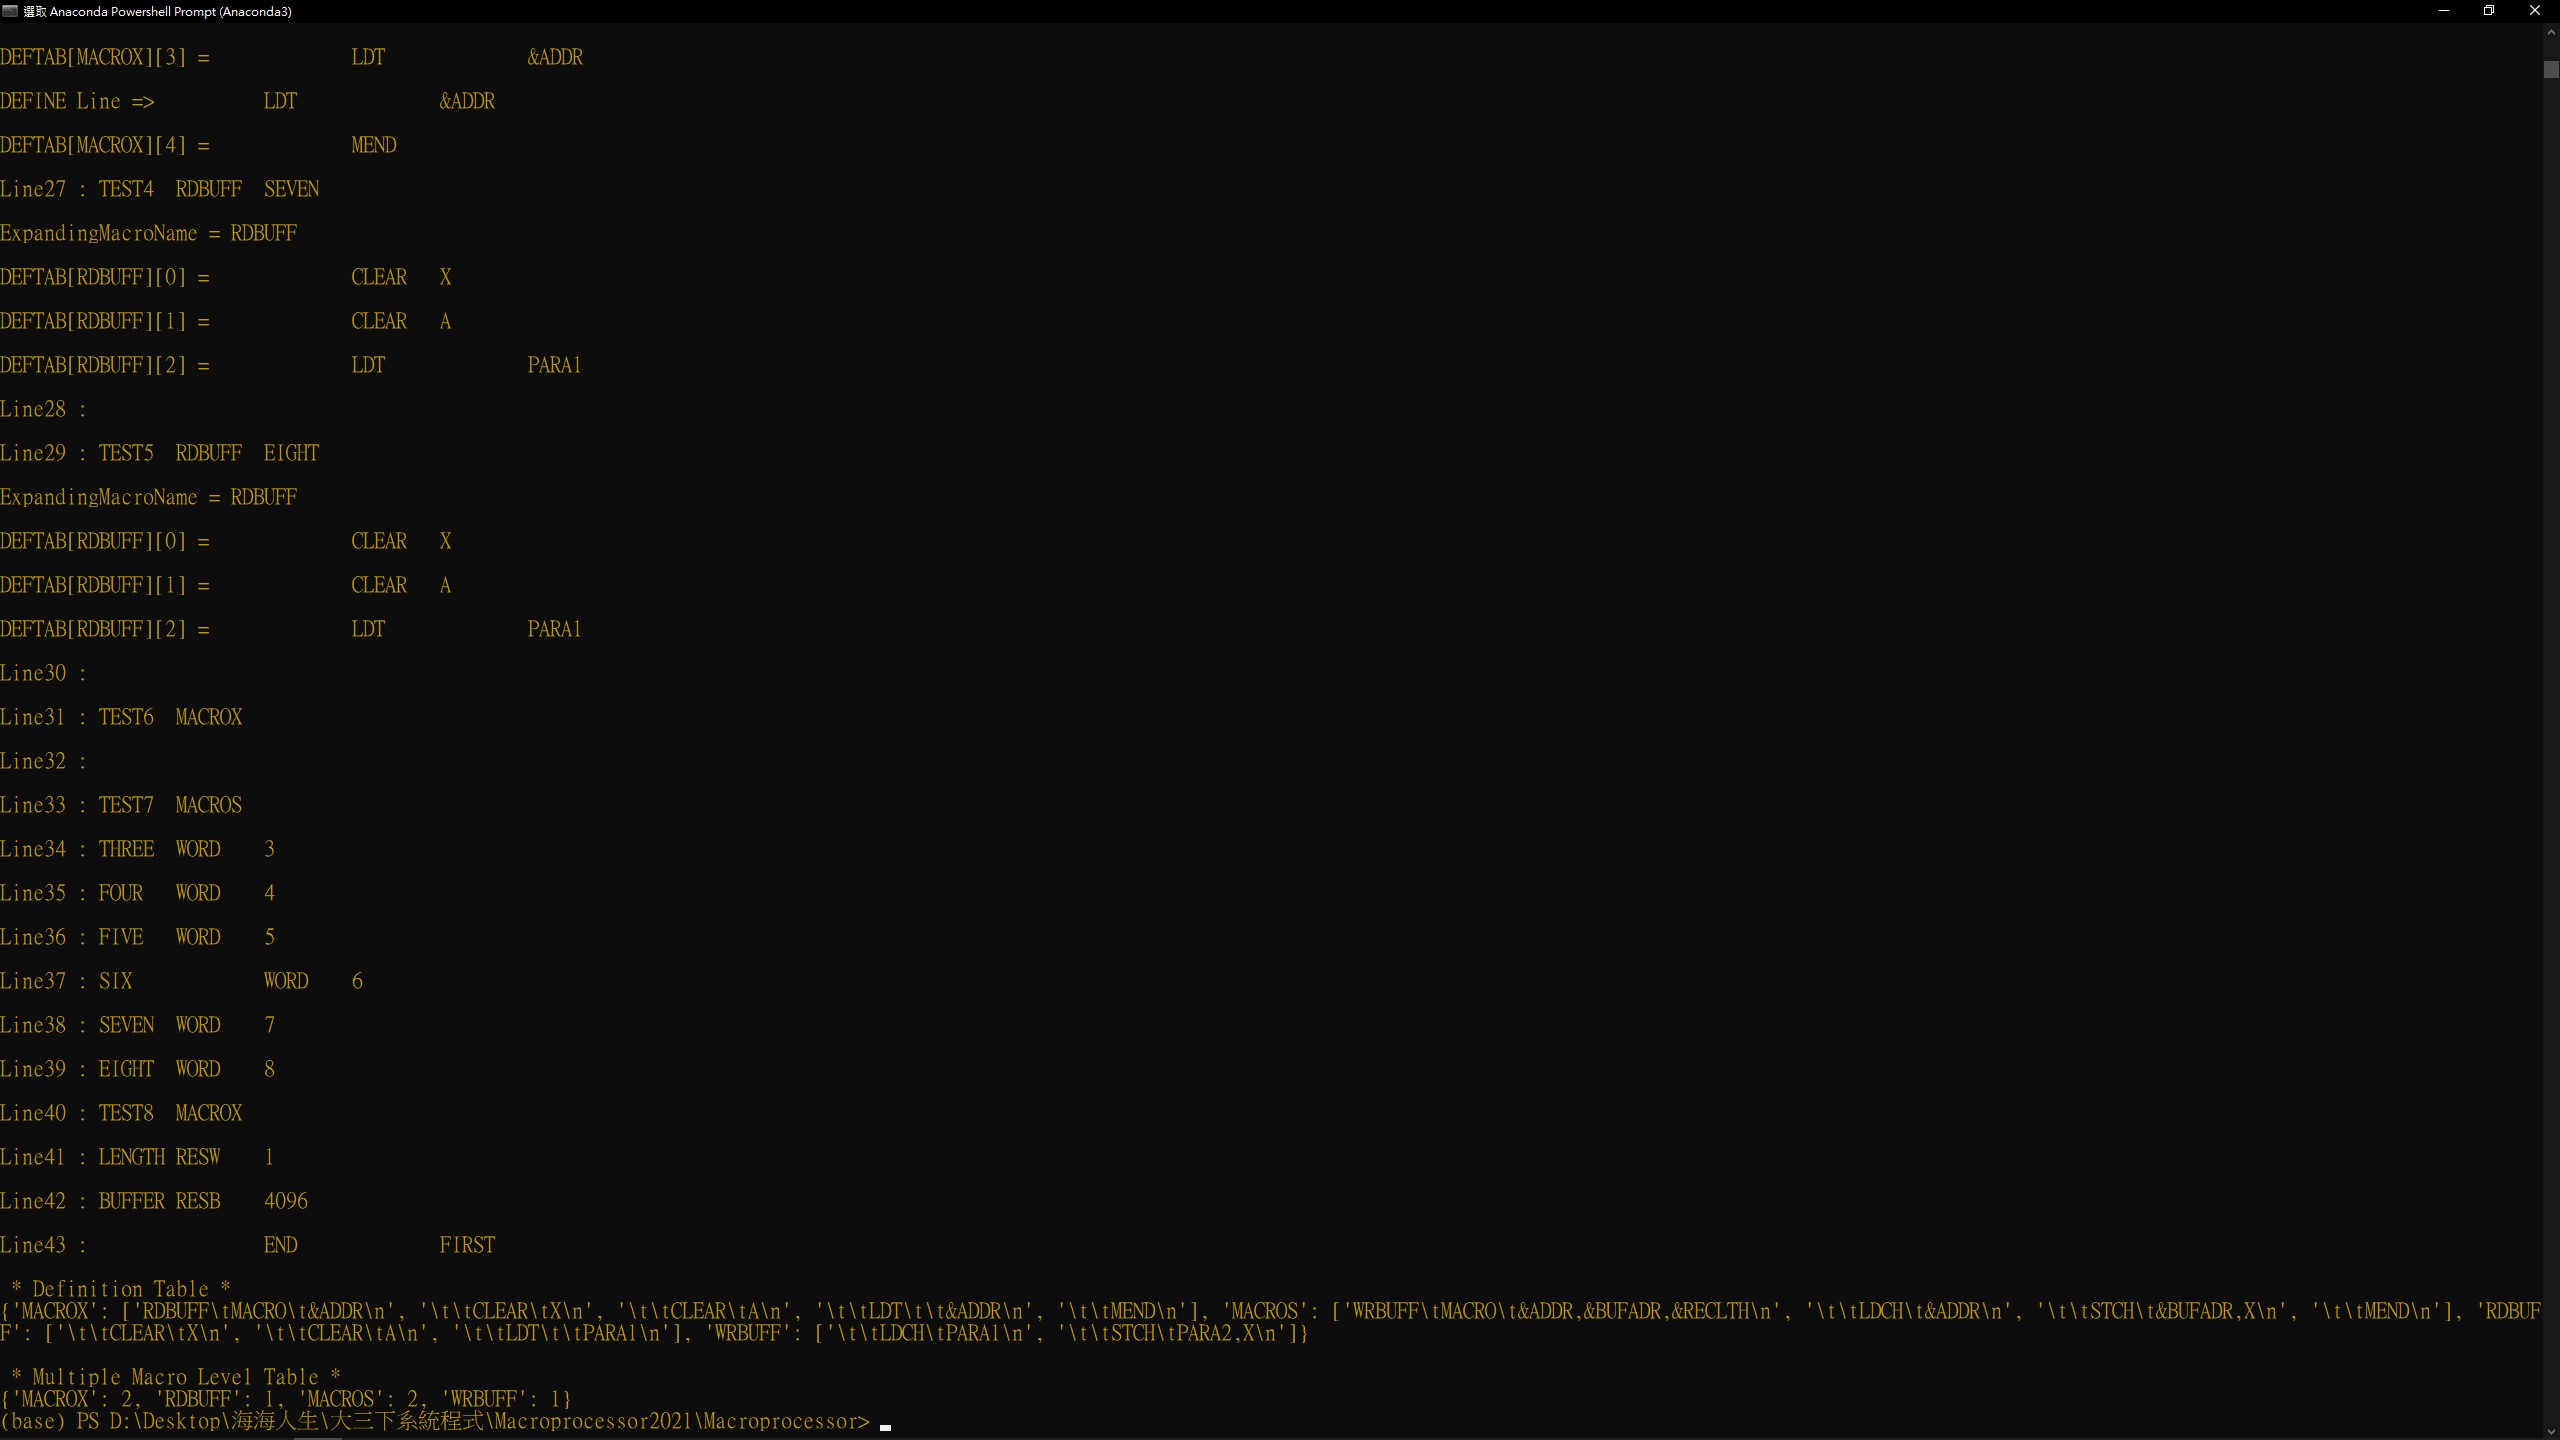 選取 Anaconda Powershell Prompt (Anaconda3)
DEFTAB[MACROX][3] = LDT &ADDR
DEFINE Line => LDT &ADDR
DEFTAB[MACROX][4] = MEND
Line27 : TEST4 RDBUFF SEVEN
ExpandingMacroName = RDBUFF
DEFTAB[RDBUFF][0] = CLEAR X
DEFTAB[RDBUFF][1] = CLEAR A
DEFTAB[RDBUFF][2] = LDT PARA1
Line28 :
Line29 : TEST5 RDBUFF EIGHT
ExpandingMacroName = RDBUFF
DEFTAB[RDBUFF][0] = CLEAR X
DEFTAB[RDBUFF][1] = CLEAR A
DEFTAB[RDBUFF][2] = LDT PARA1
Line30 :
Line31 : TEST6 MACROX
Line32 :
Line33 : TEST7 MACROS
Line34 : THREE WORD 3
Line35 : FOUR WORD 4
Line36 : FIVE WORD 5
Line37 : SIX WORD 6
Line38 : SEVEN WORD 7
Line39 : EIGHT WORD 8
Line40 : TEST8 MACROX
Line41 : LENGTH RESW 1
Line42 : BUFFER RESB 4096
Line43 : END FIRST
* Definition Table *
{'MACROX': ['RDBUFF\tMACRO\t&ADDR\n', '\t\tCLEAR\tX\n', '\t\tCLEAR\tA\n', '\t\tLDT\t\t&ADDR\n', '\t\tMEND\n'], 'MACROS': ['WRBUFF\tMACRO\t&ADDR,&BUFADR,&RECLTH\n', '\t\tLDCH\t&ADDR\n', '\t\tSTCH\t&BUFADR,X\n', '\t\tMEND\n'], 'RDBUF
F': ['\t\tCLEAR\tX\n', '\t\tCLEAR\tA\n', '\t\tLDT\t\tPARA1\n'], 'WRBUFF': ['\t\tLDCH\tPARA1\n', '\t\tSTCH\tPARA2,X\n']}
* Multiple Macro Level Table *
{'MACROX': 2, 'RDBUFF': 1, 'MACROS': 2, 'WRBUFF': 1}
(base) PS D:\Desktop\海海人生\大三下系統程式\Macroprocessor2021\Macroprocessor>